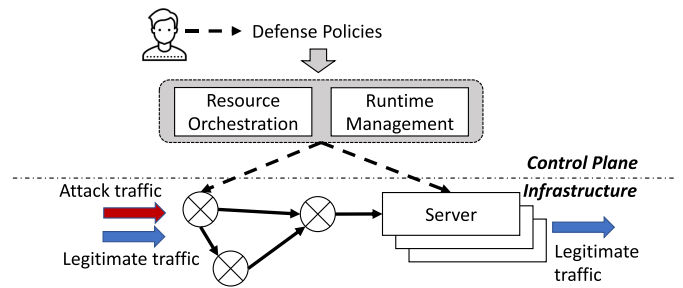 Defense Policies
Resource
Orchestration
Runtime
Management
Control Plane
Infrastructure
Attack traffic
Legitimate traffic
Server
Legitimate
traffic